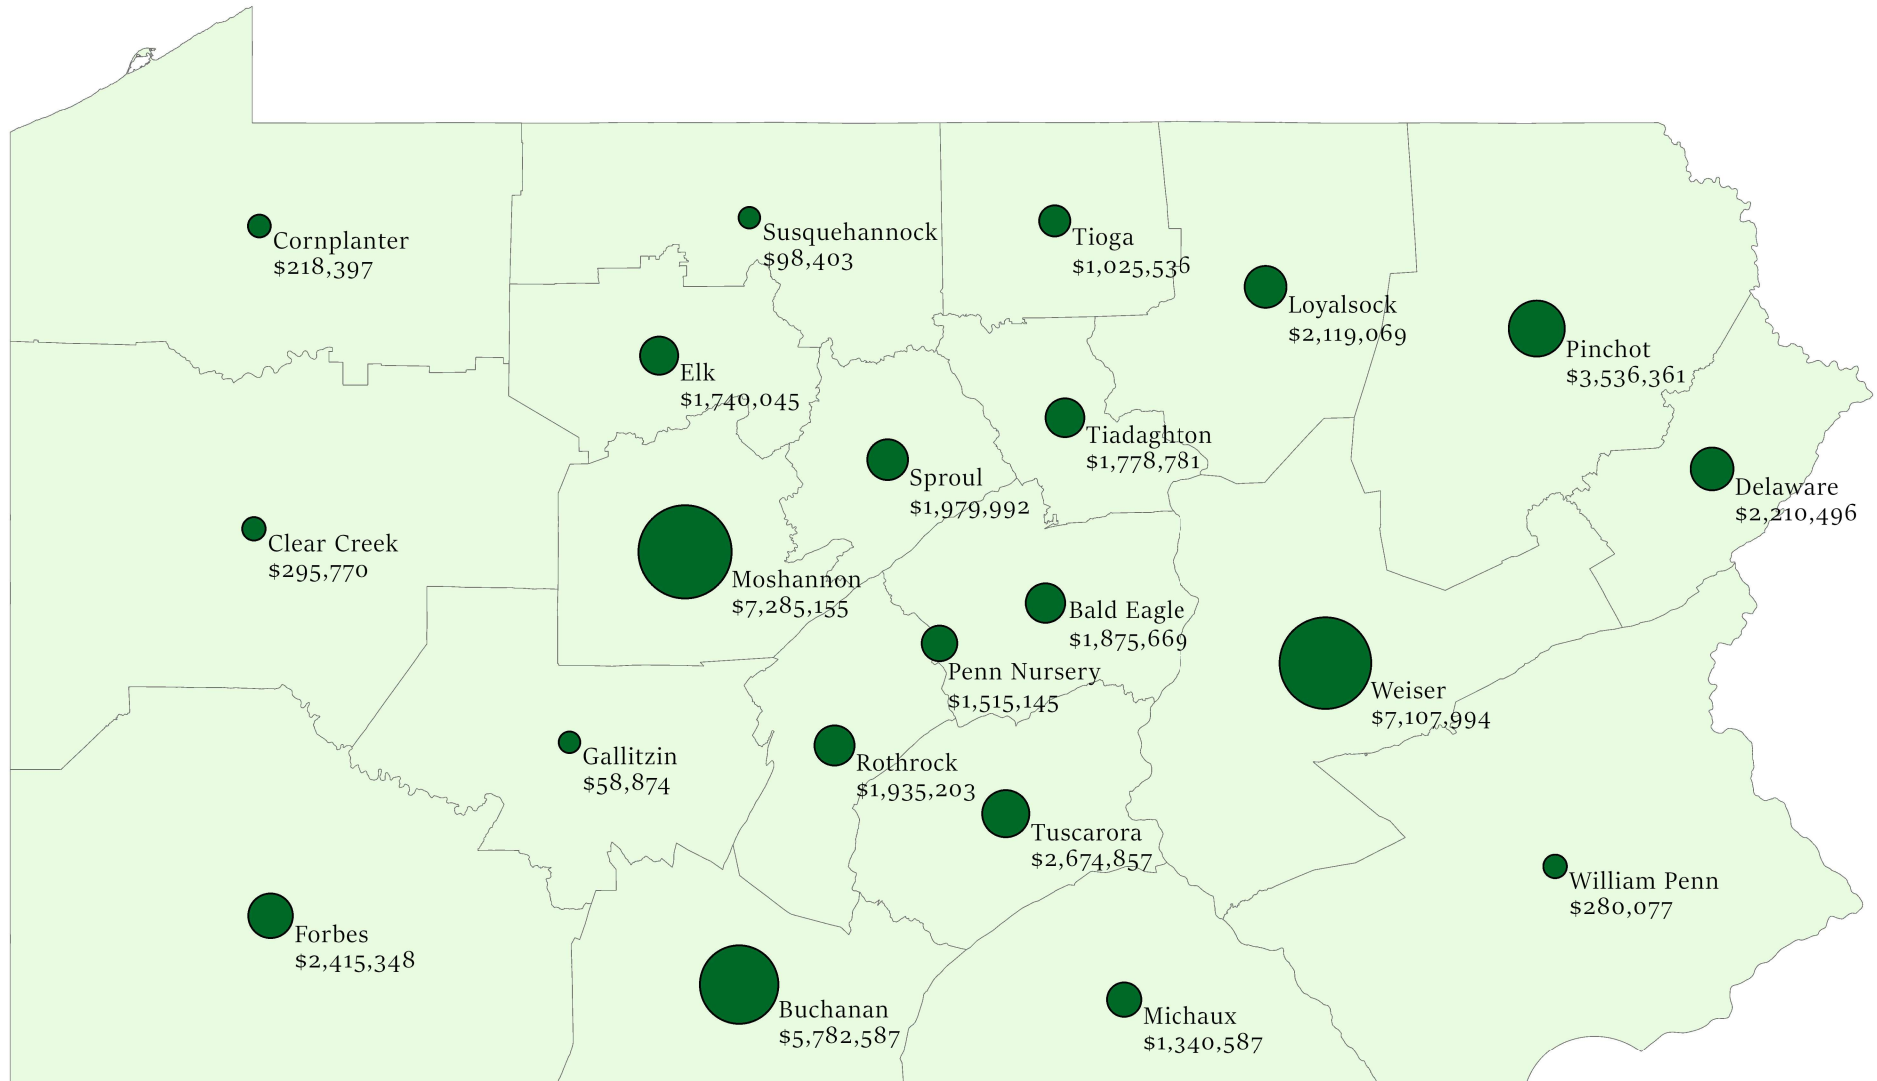 Cornplanter
$218,397
Susquehannock
$98,403
Tioga
$1,025,536
Loyalsock
$2,119,069
Pinchot
$3,536,361
Elk
$1,740,045
Tiadaghton
$1,778,781
Sproul
$1,979,992
Delaware
$2,210,496
Clear Creek
$295,770
Moshannon
$7,285,155
Bald Eagle
$1,875,669
Penn Nursery
$1,515,145
Weiser
$7,107,994
Gallitzin
$58,874
Rothrock
$1,935,203
Tuscarora
$2,674,857
William Penn
$280,077
Forbes
$2,415,348
Buchanan
$5,782,587
Michaux
$1,340,587